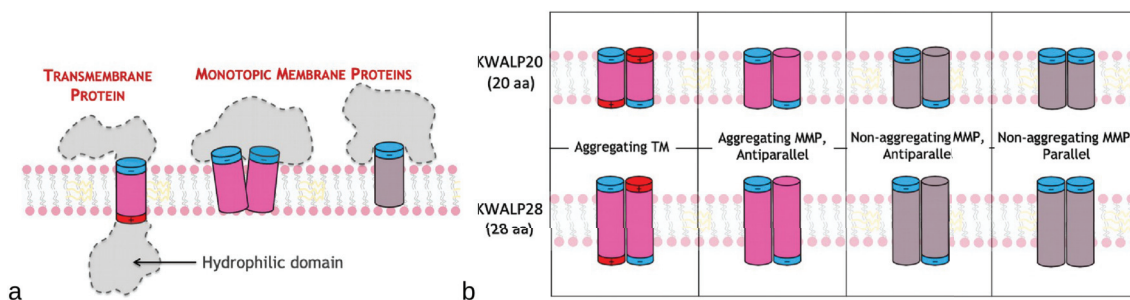 TRANSMEMBRANE
PROTEIN
MONOTOPIC MEMBRANE PROTEINS
Hydrophilic domain
a
b
KWALP20
(20 aa)
Aggregating TM
Aggregating MMP,
Antiparallel
Non-aggregating MMP,
Antiparallel
Non-aggregating MMP
Parallel
KWALP28
(28 aa)